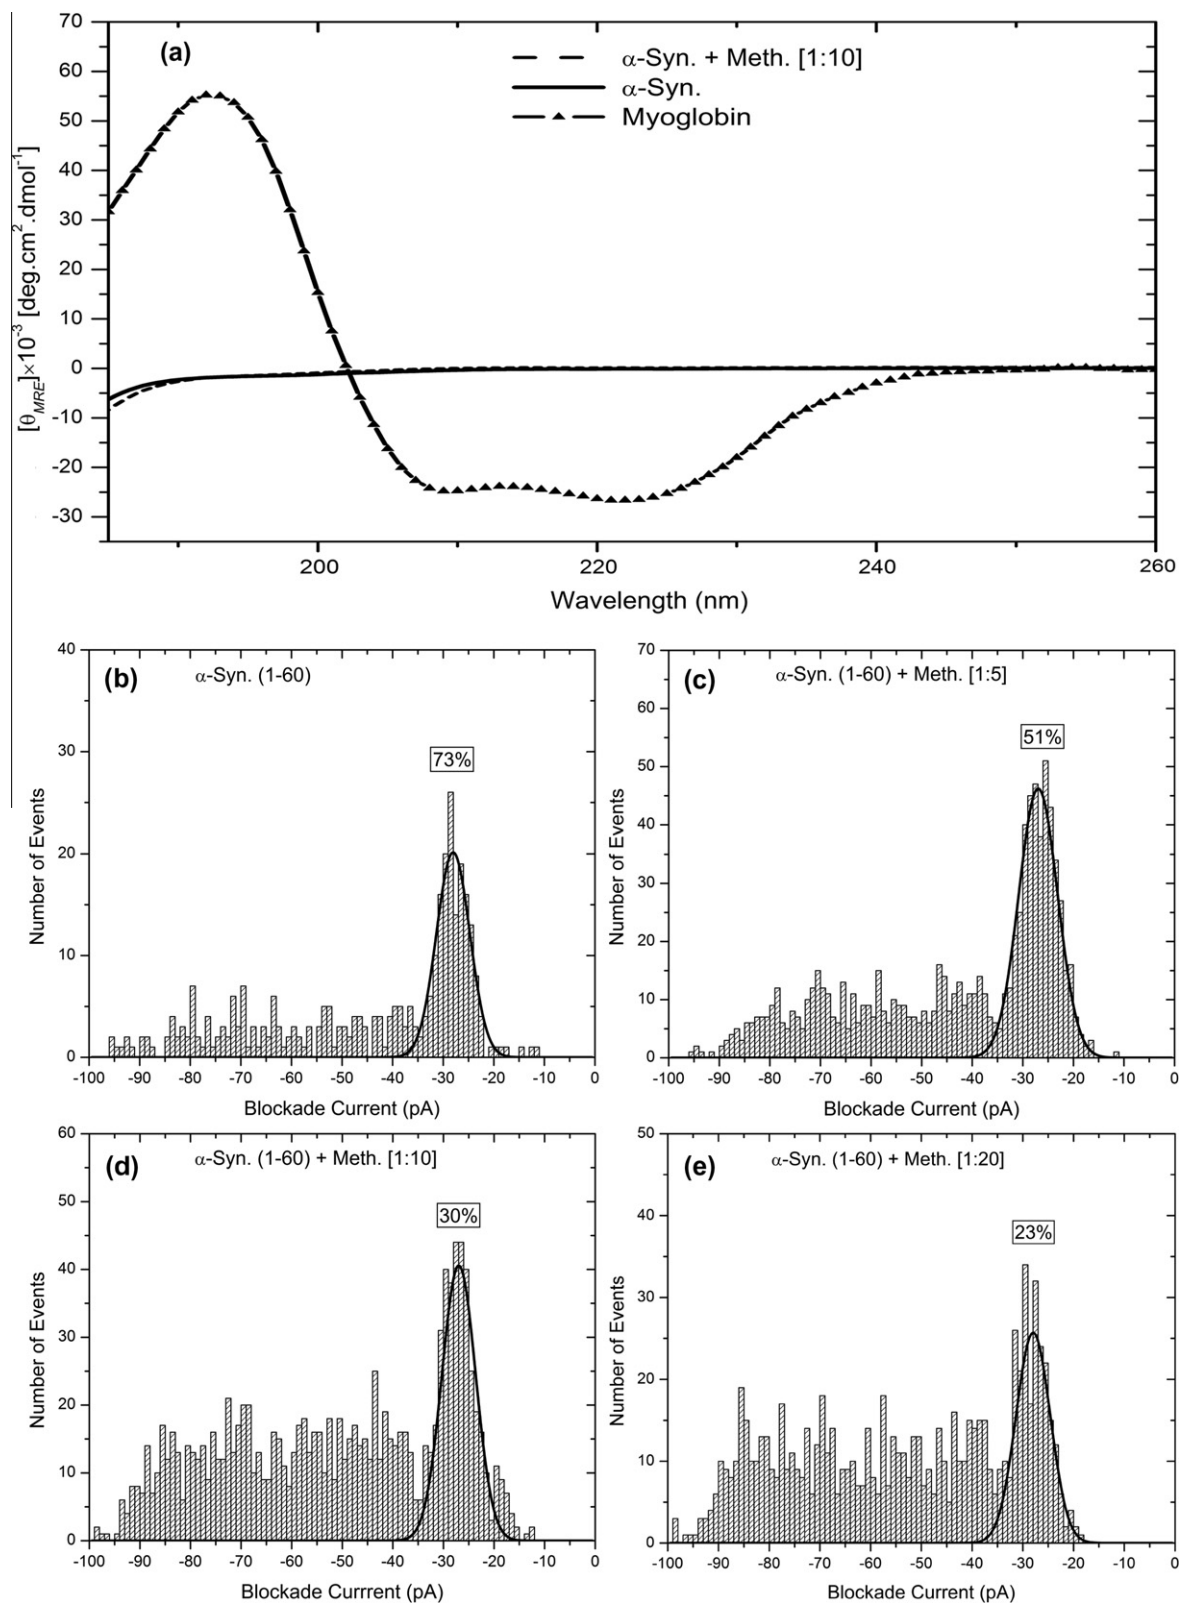 (a)
α-Syn. + Meth. [1:10]
α-Syn.
Myoglobin
70
60
50
40
30
20
10
0
-10
-20
-30
[θMRE]×10-3 [deg.cm2.dmol-1]
200 220 240 260
Wavelength (nm)
(b) α-Syn. (1-60)
73%
40
30
20
10
0
Number of Events
-100 -90 -80 -70 -60 -50 -40 -30 -20 -10 0
Blockade Current (pA)
(c) α-Syn. (1-60) + Meth. [1:5]
51%
70
60
50
40
30
20
10
0
Number of Events
-100 -90 -80 -70 -60 -50 -40 -30 -20 -10 0
Blockade Current (pA)
(d) α-Syn. (1-60) + Meth. [1:10]
30%
60
50
40
30
20
10
0
Number of Events
-100 -90 -80 -70 -60 -50 -40 -30 -20 -10 0
Blockade Currrent (pA)
(e) α-Syn. (1-60) + Meth. [1:20]
23%
50
40
30
20
10
0
Number of Events
-100 -90 -80 -70 -60 -50 -40 -30 -20 -10 0
Blockade Current (pA)